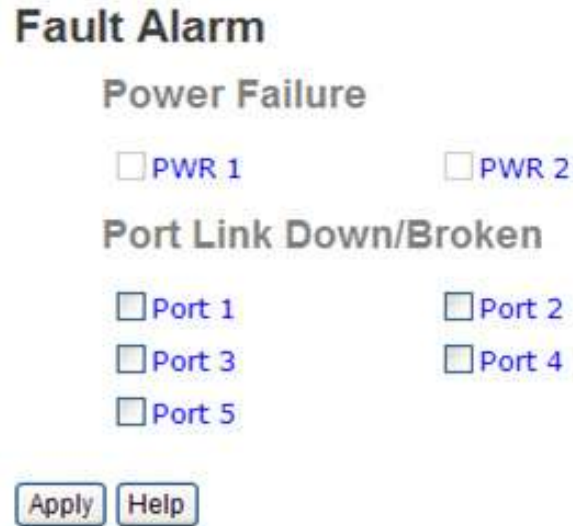 Fault Alarm
Power Failure
PWR 1 PWR 2
Port Link Down/Broken
Port 1 Port 2
Port 3 Port 4
Port 5
Apply Help